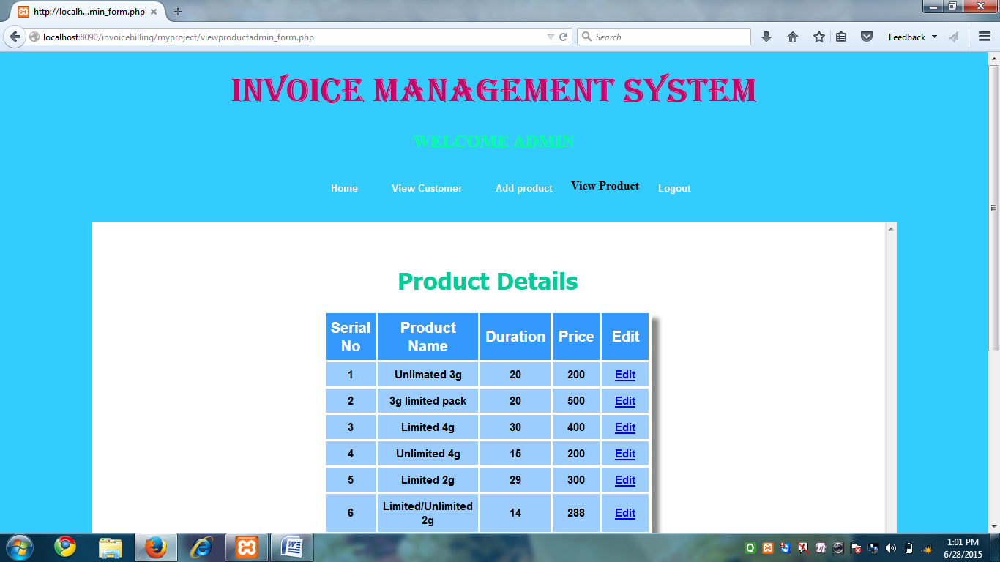 http://localh...min_form.php
localhost:8090/invoicebilling/myproject/viewproductadmin_form.php
Search
Feedback
INVOICE MANAGEMENT SYSTEM
WELCOME ADMIN
Home View Customer Add product View Product Logout
Product Details
Serial No Product Name Duration Price Edit
1 Unlimated 3g 20 200 Edit
2 3g limited pack 20 500 Edit
3 Limited 4g 30 400 Edit
4 Unlimited 4g 15 200 Edit
5 Limited 2g 29 300 Edit
6 Limited/Unlimited 2g 14 288 Edit
1:01 PM
6/28/2015